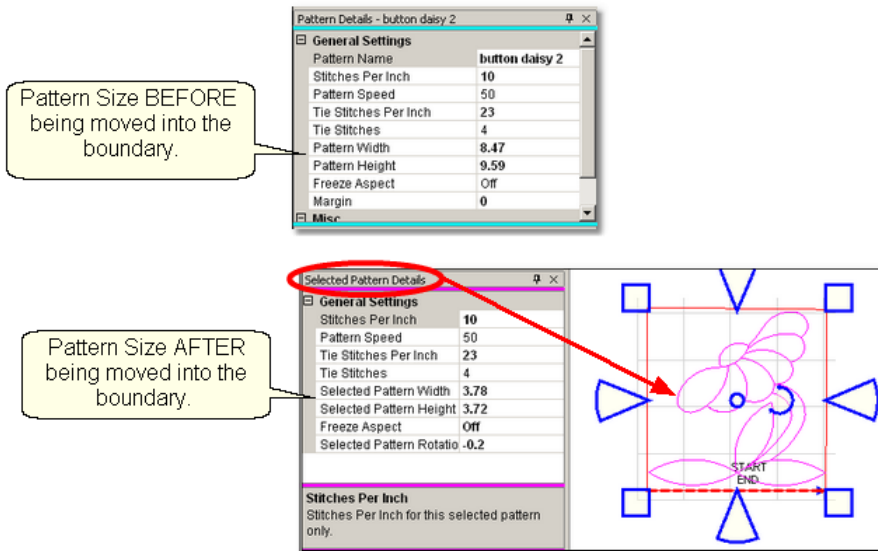 Pattern Details - button daisy 2
General Settings
Pattern Name button daisy 2
Stitches Per Inch 10
Pattern Speed 50
Tie Stitches Per Inch 23
Tie Stitches 4
Pattern Width 8.47
Pattern Height 9.59
Freeze Aspect Off
Margin 0
Misc
Pattern Size BEFORE
being moved into the
boundary.
Selected Pattern Details
General Settings
Stitches Per Inch 10
Pattern Speed 50
Tie Stitches Per Inch 23
Tie Stitches 4
Selected Pattern Width 3.78
Selected Pattern Height 3.72
Freeze Aspect Off
Selected Pattern Rotatio -0.2
Stitches Per Inch
Stitches Per Inch for this selected pattern
only.
Pattern Size AFTER
being moved into the
boundary.
START
END